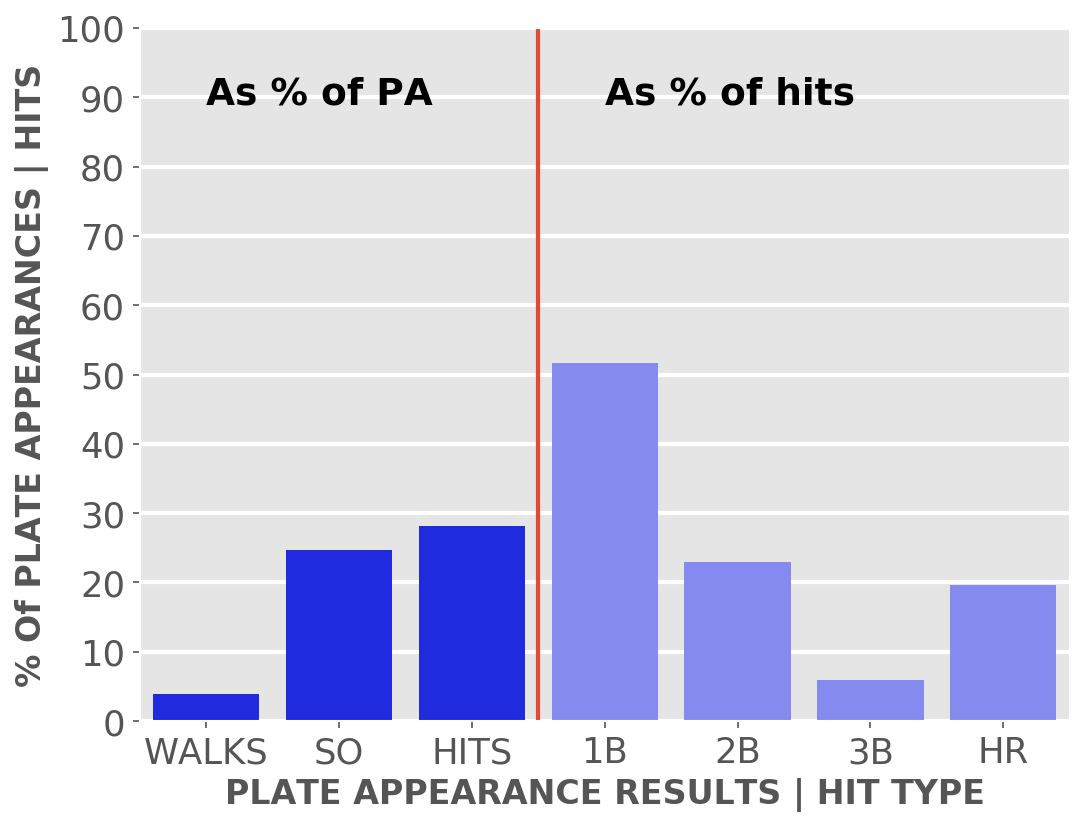 % Of PLATE APPEARANCES | HITS
100
90
80
70
60
50
40
30
20
10
0
As % of PA
As % of hits
WALKS SO HITS 1B 2B 3B HR
PLATE APPEARANCE RESULTS | HIT TYPE